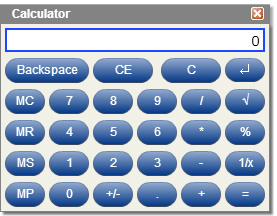 Calculator
0
Backspace CE C ↵
MC 7 8 9 / √
MR 4 5 6 * %
MS 1 2 3 - 1/x
MP 0 +/- . + =